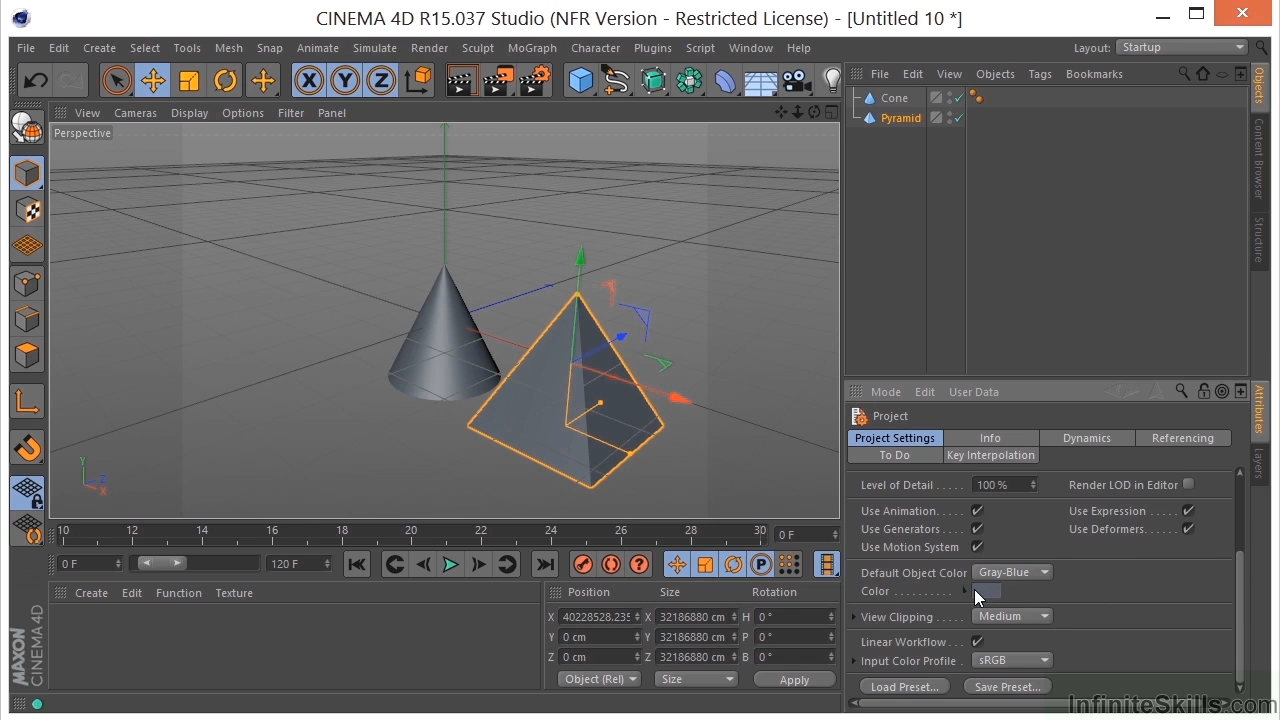 CINEMA 4D R15.037 Studio (NFR Version - Restricted License) - [Untitled 10 *]
File Edit Create Select Tools Mesh Snap Animate Simulate Render Sculpt MoGraph Character Plugins Script Window Help Layout: Startup
X Y Z
File Edit View Objects Tags Bookmarks
View Cameras Display Options Filter Panel
Perspective
Cone
Pyramid
Objects
Content Browser
Structure
Y Z X
Mode Edit User Data
Project
Project Settings Info Dynamics Referencing
To Do Key Interpolation
Attributes
Layers
Level of Detail ..... 100 % Render LOD in Editor
Use Animation..... Use Expression .....
Use Generators.... Use Deformers.....
Use Motion System
Default Object Color Gray-Blue
Color ..........
View Clipping ..... Medium
Linear Workflow...
Input Color Profile . sRGB
Load Preset... Save Preset...
10 12 14 16 18 20 22 24 26 28 30 0 F
0 F 120 F P
Create Edit Function Texture
Position Size Rotation
X 40228528.235 X 32186880 cm H 0 °
Y 0 cm Y 32186880 cm P 0 °
Z 0 cm Z 32186880 cm B 0 °
Object (Rel) Size Apply
MAXON CINEMA 4D
InfiniteSkills.com